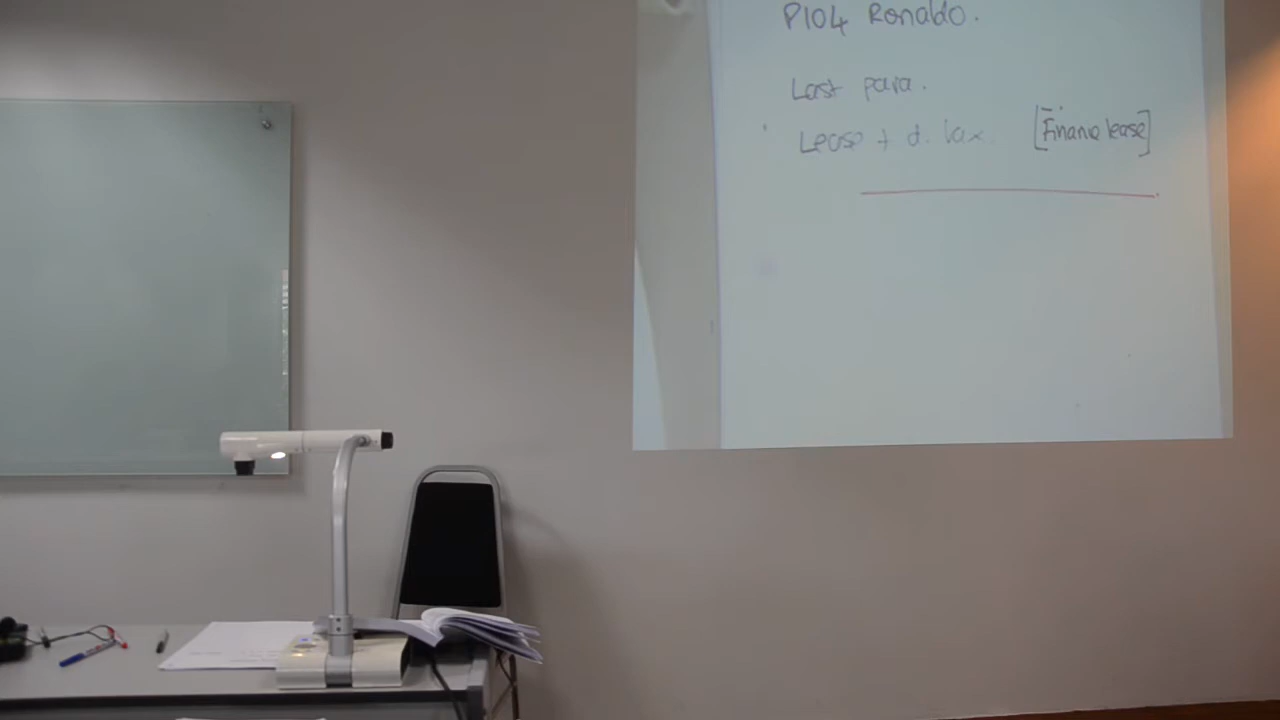 P104 Ronaldo.
Last para.
Lease + d. tax. [Finance lease]